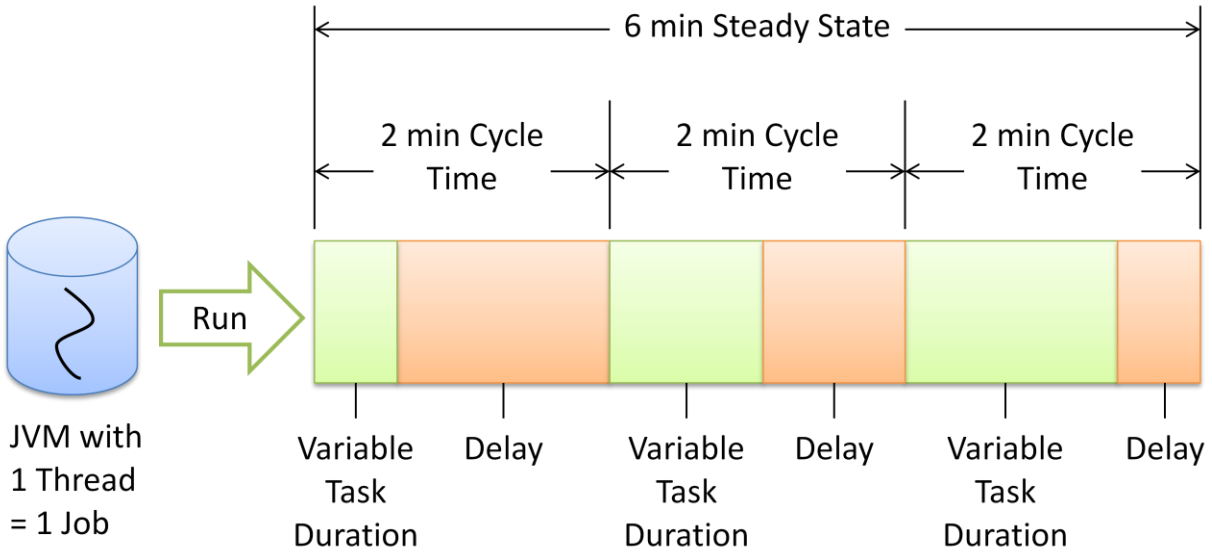 6 min Steady State
2 min Cycle
Time
2 min Cycle
Time
2 min Cycle
Time
Run
JVM with
1 Thread
= 1 Job
Variable
Task
Duration
Delay
Variable
Task
Duration
Delay
Variable
Task
Duration
Delay